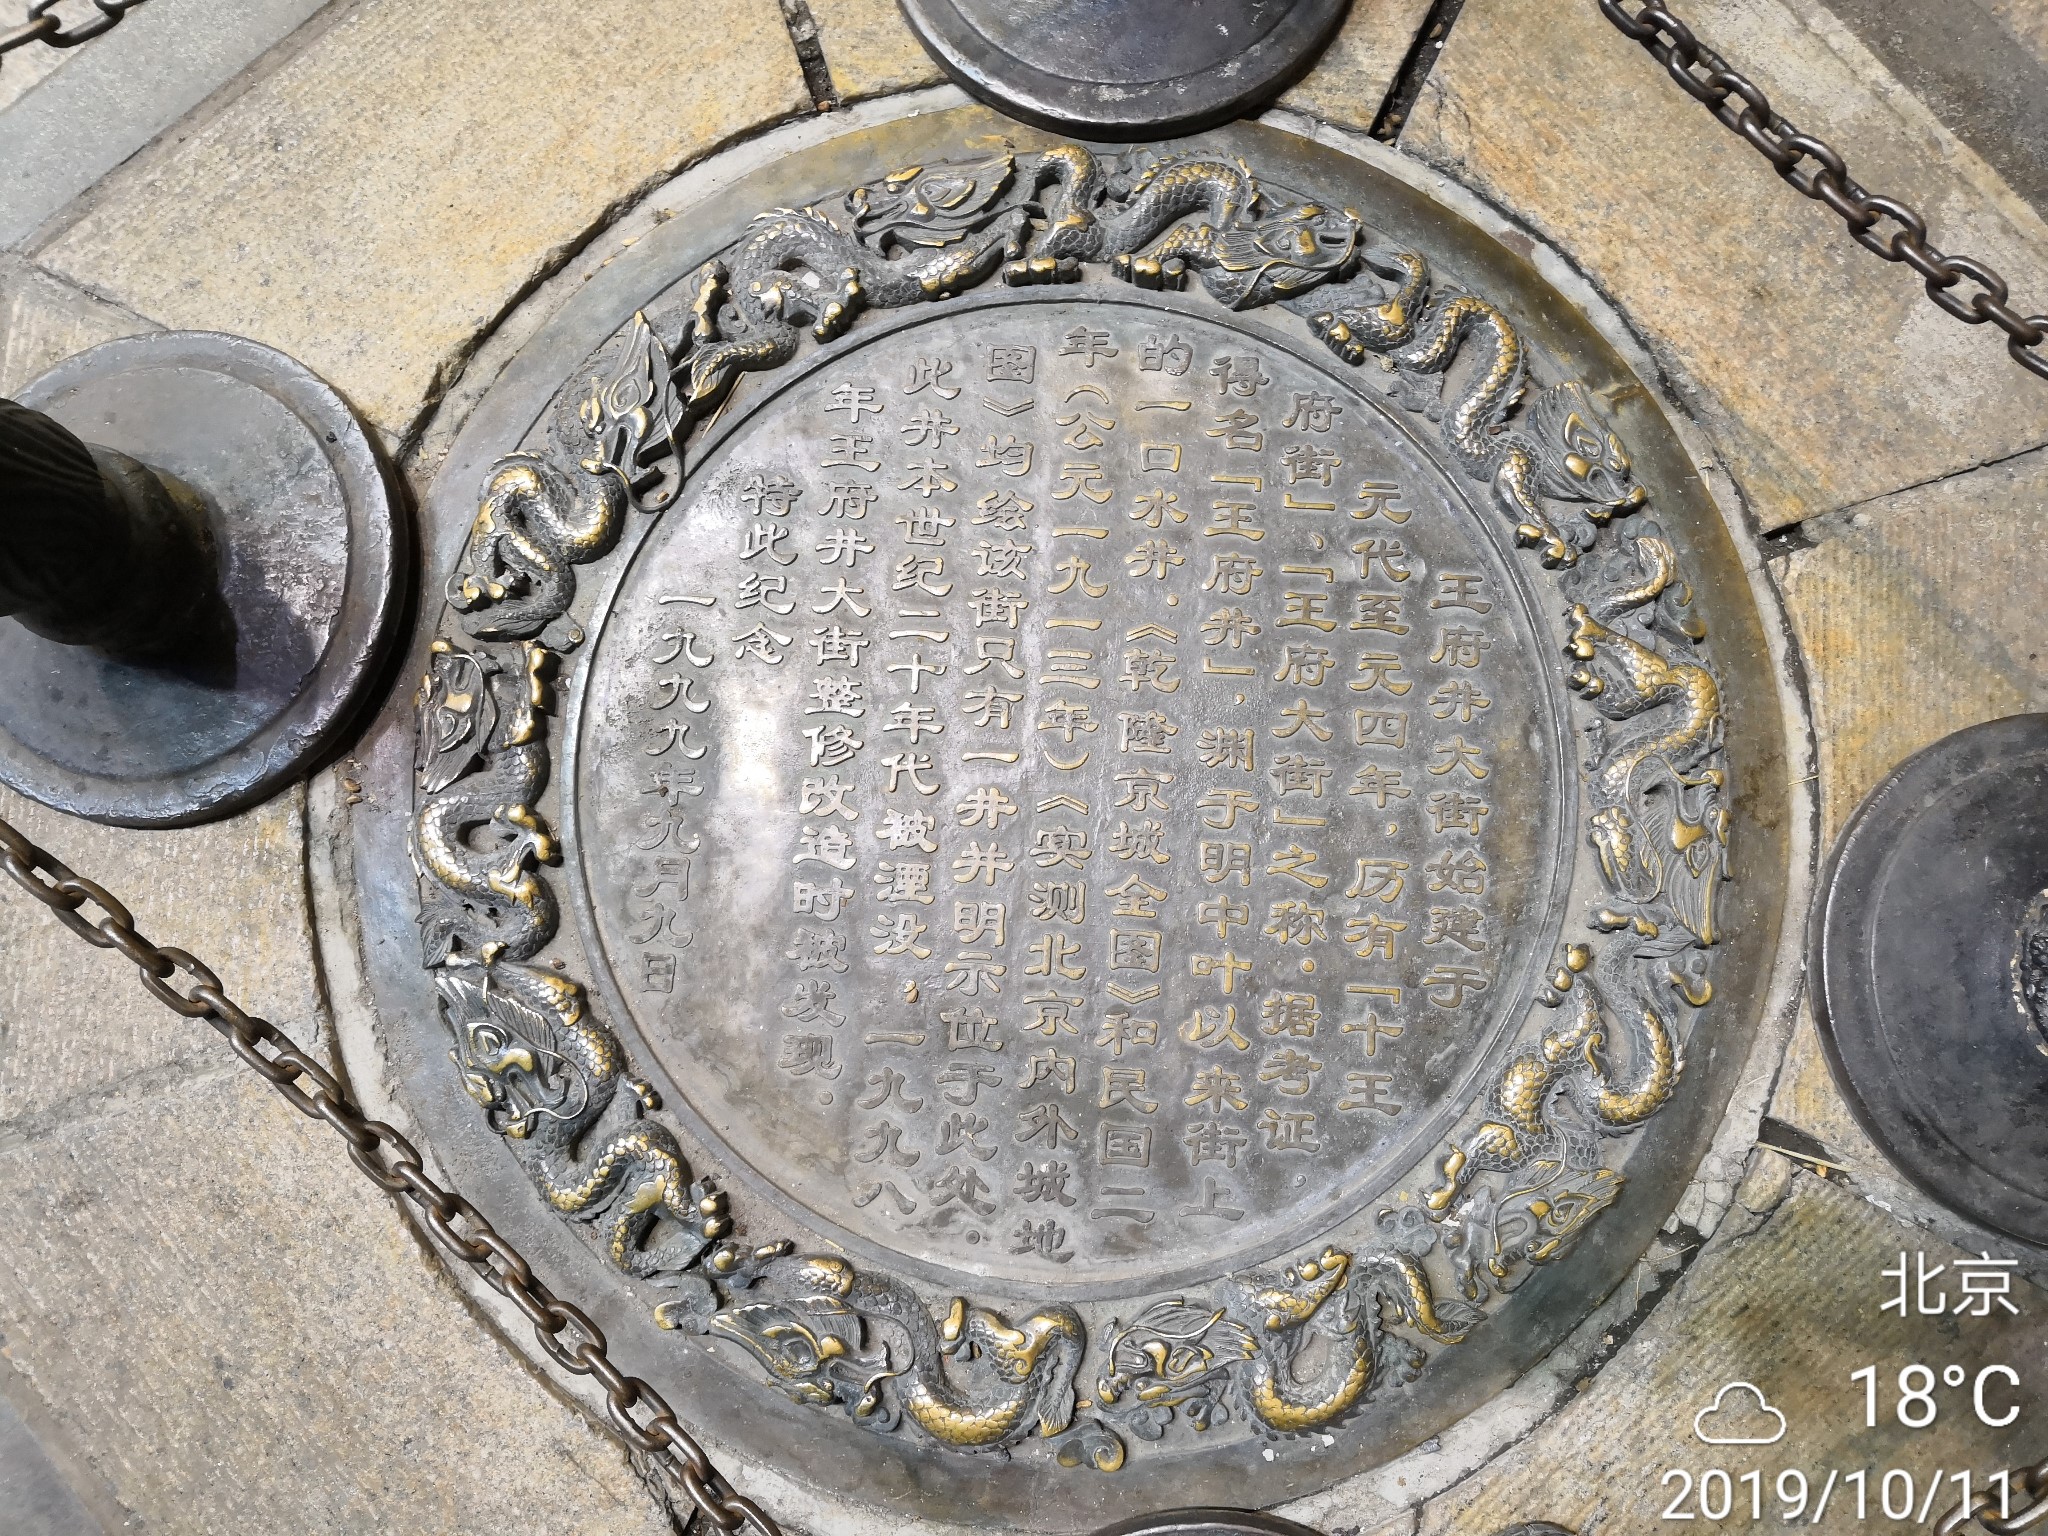 王府井大街始建于
元代至元四年，历有「十王
府街」、「王府大街」之称．据考证，
得名「王府井」，渊于明中叶以来街上
的一口水井．《乾隆京城全图》和民国二
年（公元一九一三年）《实测北京内外城地
图》均绘该街只有一井并明示位于此处．
此井本世纪二十年代被湮没，一九九八
年王府井大街整修改造时被发现．
特此纪念
一九九九年九月九日
北京
18°C
2019/10/11